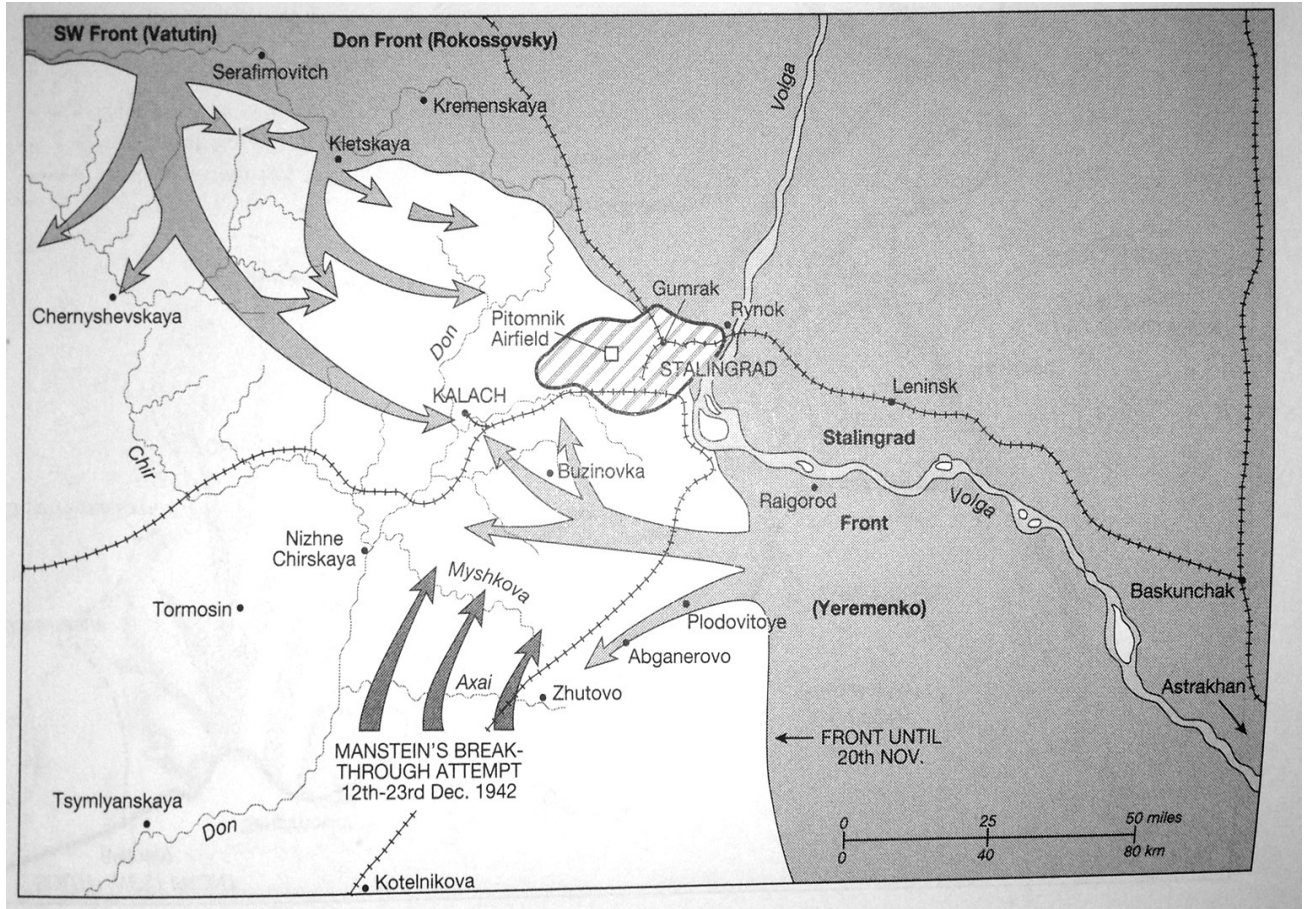 SW Front (Vatutin)
Don Front (Rokossovsky)
Serafimovitch
Kremenskaya
Volga
Kletskaya
Chernyshevskaya
Gumrak
Rynok
Pitomnik
Airfield
Don
STALINGRAD
Leninsk
KALACH
Stalingrad
Chir
Buzinovka
Raigorod
Volga
Front
Nizhne
Chirskaya
Myshkova
Baskunchak
Tormosin
(Yeremenko)
Plodovitoye
Abganerovo
Axai
Zhutovo
Astrakhan
MANSTEIN'S BREAK-
THROUGH ATTEMPT
12th-23rd Dec. 1942
FRONT UNTIL
20th NOV.
Tsymlyanskaya
Don
0 25 50 miles
0 40 80 km
Kotelnikova